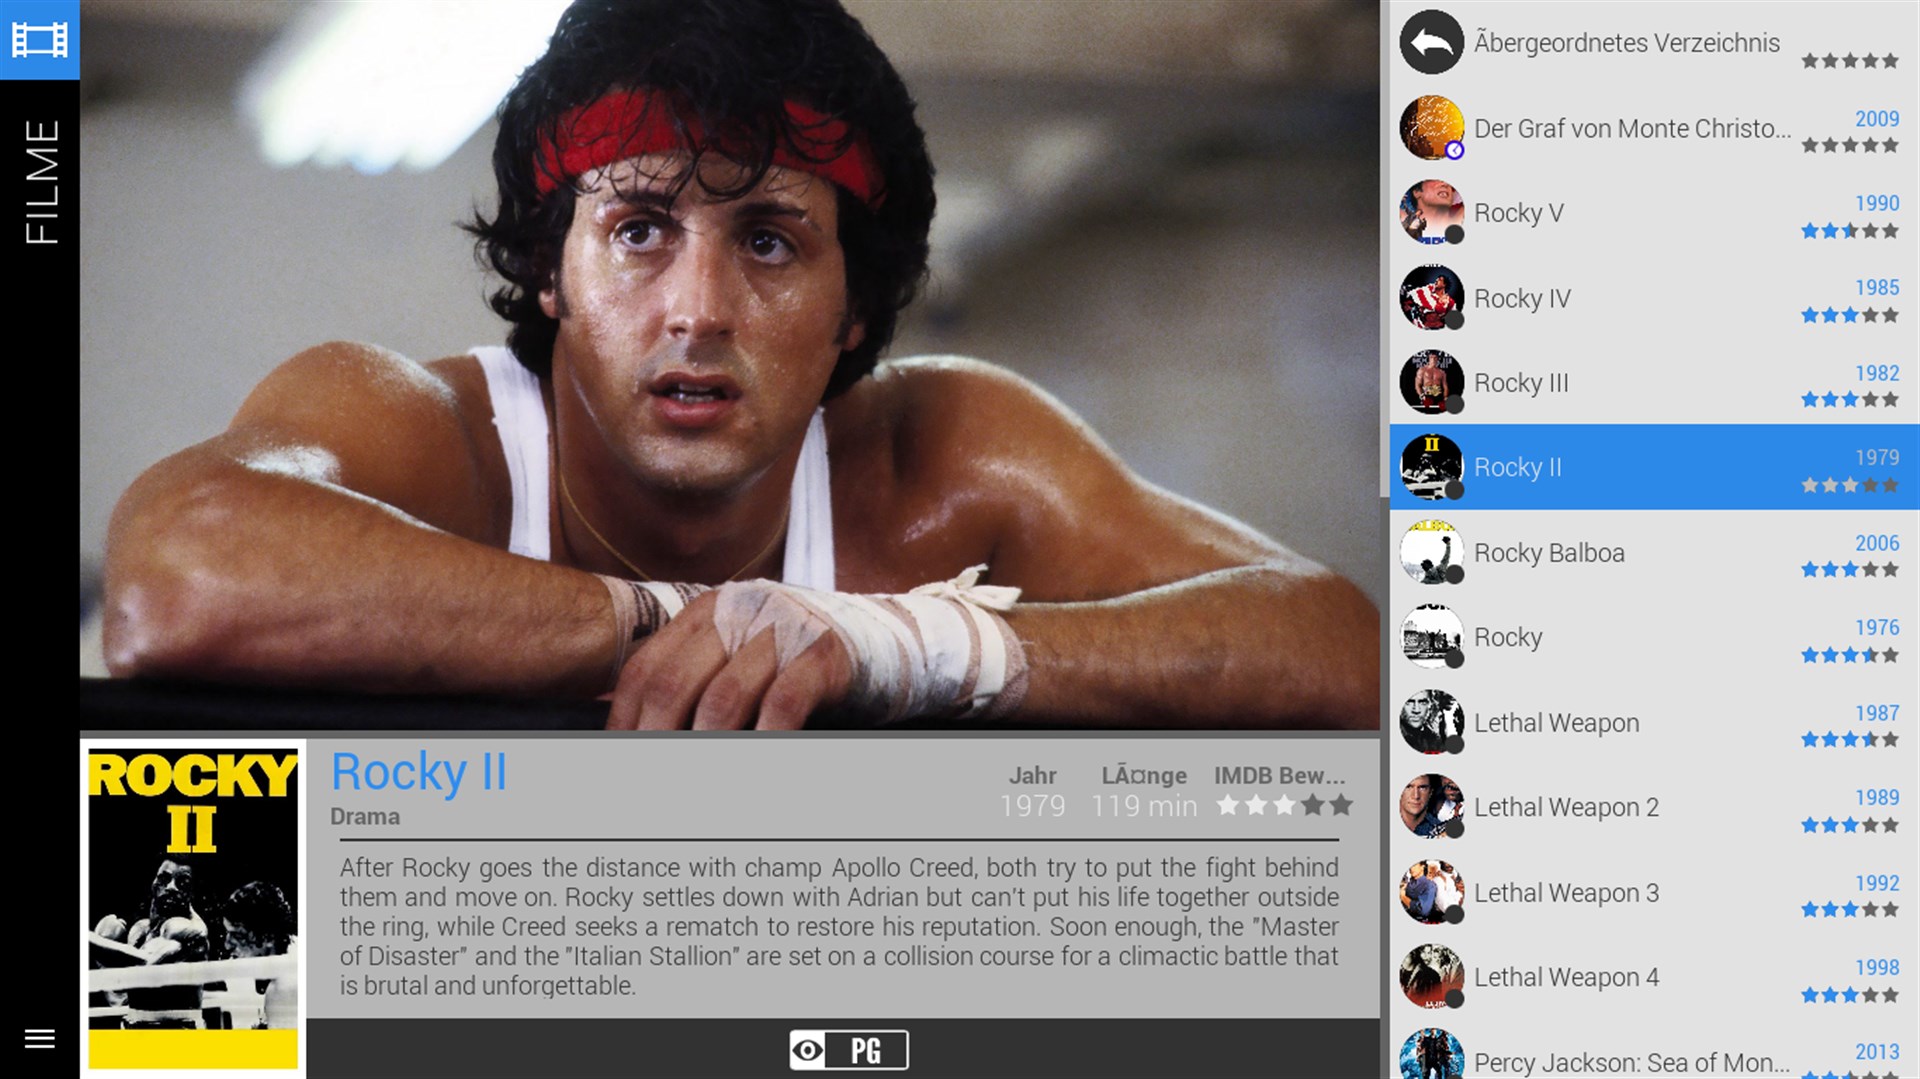 FILME
Rocky II
Drama
Jahr
1979
LÃ¤nge
119 min
IMDB Bew...
After Rocky goes the distance with champ Apollo Creed, both try to put the fight behind
them and move on. Rocky settles down with Adrian but can't put his life together outside
the ring, while Creed seeks a rematch to restore his reputation. Soon enough, the "Master
of Disaster" and the "Italian Stallion" are set on a collision course for a climactic battle that
is brutal and unforgettable.
ROCKY
II
PG
Ãbergeordnetes Verzeichnis
Der Graf von Monte Christo...
2009
Rocky V
1990
Rocky IV
1985
Rocky III
1982
II
Rocky II
1979
Rocky Balboa
2006
Rocky
1976
Lethal Weapon
1987
Lethal Weapon 2
1989
Lethal Weapon 3
1992
Lethal Weapon 4
1998
Percy Jackson: Sea of Mon...
2013